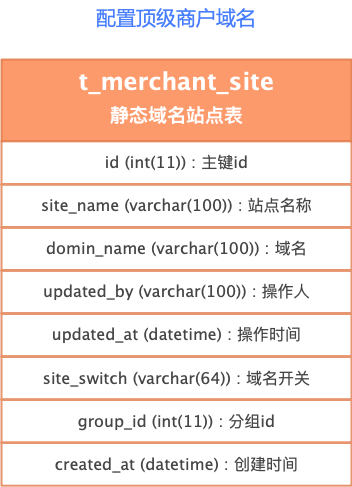 配置顶级商户域名
t_merchant_site
静态域名站点表
id (int(11)) : 主键id
site_name (varchar(100)) : 站点名称
domin_name (varchar(100)) : 域名
updated_by (varchar(100)) : 操作人
updated_at (datetime) : 操作时间
site_switch (varchar(64)) : 域名开关
group_id (int(11)) : 分组id
created_at (datetime) : 创建时间